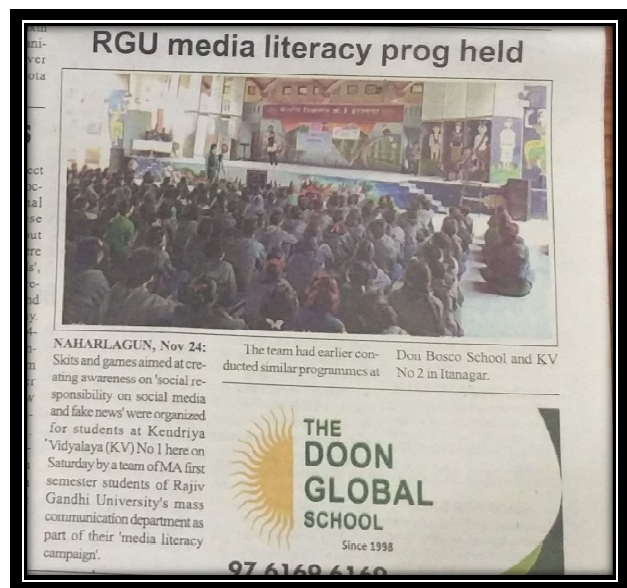 RGU media literacy prog held
NAHARLAGUN, Nov 24:
Skits and games aimed at cre-
ating awareness on 'social re-
sponsibility on social media
and fake news' were organized
for students at Kendriya
Vidyalaya (KV) No 1 here on
Saturday by a team of MA first
semester students of Rajiv
Gandhi University's mass
communication department as
part of their 'media literacy
campaign'.
The team had earlier con-
ducted similar programmes at
Don Bosco School and KV
No 2 in Itanagar.
THE
DOON
GLOBAL
SCHOOL
Since 1998